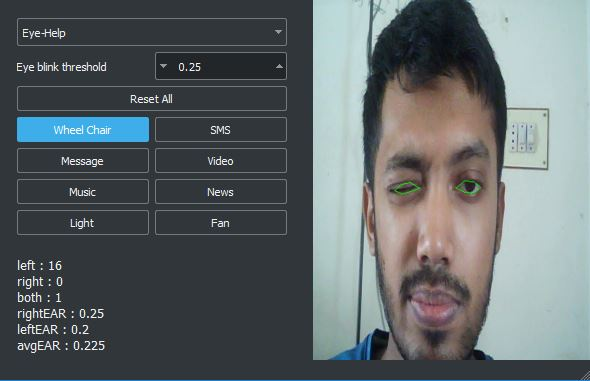 Eye-Help
Eye blink threshold 0.25
Reset All
Wheel Chair SMS
Message Video
Music News
Light Fan
left : 16
right : 0
both : 1
rightEAR : 0.25
leftEAR : 0.2
avgEAR : 0.225